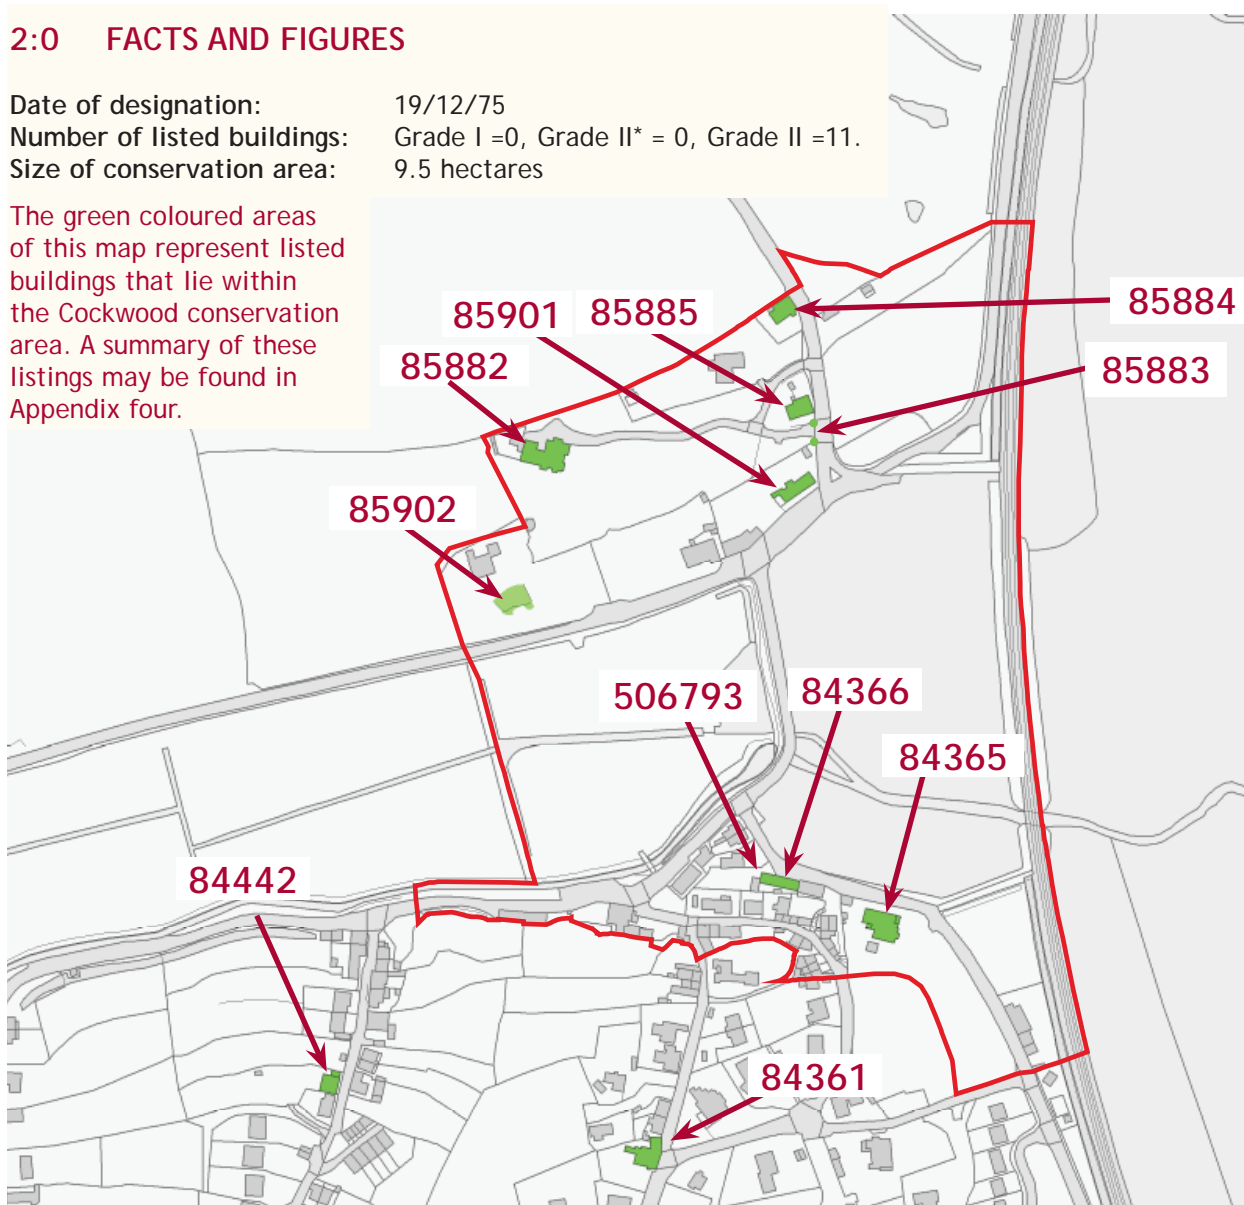 2:0 FACTS AND FIGURES
Date of designation: 19/12/75
Number of listed buildings: Grade I =0, Grade II* = 0, Grade II =11.
Size of conservation area: 9.5 hectares
The green coloured areas
of this map represent listed
buildings that lie within
the Cockwood conservation
area. A summary of these
listings may be found in
Appendix four.
85901
85885
85884
85882
85883
85902
506793
84366
84365
84442
84361